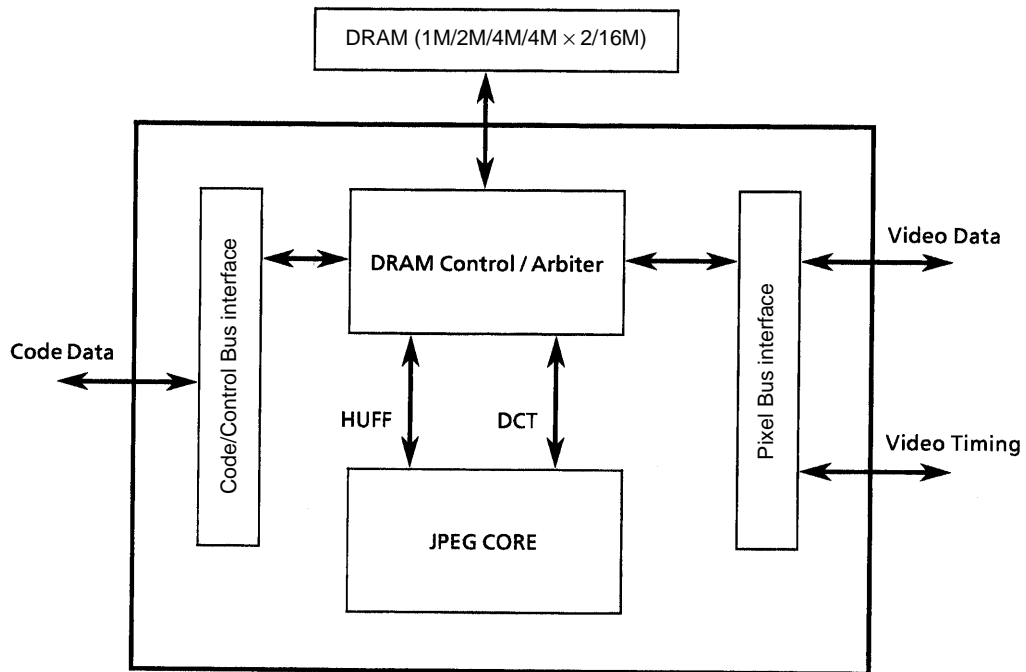 DRAM (1M/2M/4M/4M × 2/16M)
Code/Control Bus interface
DRAM Control / Arbiter
Pixel Bus interface
Video Data
Code Data
HUFF
DCT
Video Timing
JPEG CORE